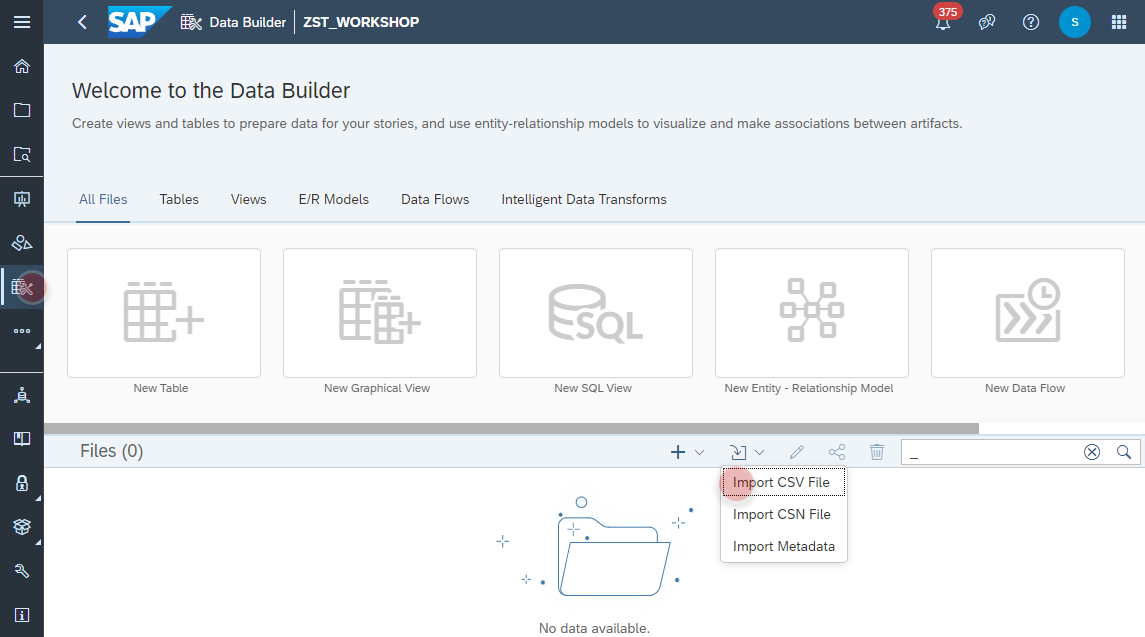 SAP Data Builder ZST_WORKSHOP 375 S
Welcome to the Data Builder
Create views and tables to prepare data for your stories, and use entity-relationship models to visualize and make associations between artifacts.
All Files Tables Views E/R Models Data Flows Intelligent Data Transforms
SQL
New Table New Graphical View New SQL View New Entity - Relationship Model New Data Flow
Files (0) _
Import CSV File
Import CSN File
Import Metadata
No data available.